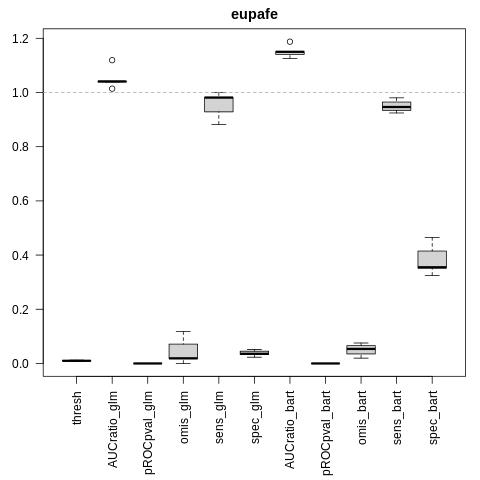 eupafe
1.2
1.0
0.8
0.6
0.4
0.2
0.0
thresh
AUCratio_glm
pROCpval_glm
omis_glm
sens_glm
spec_glm
AUCratio_bart
pROCpval_bart
omis_bart
sens_bart
spec_bart